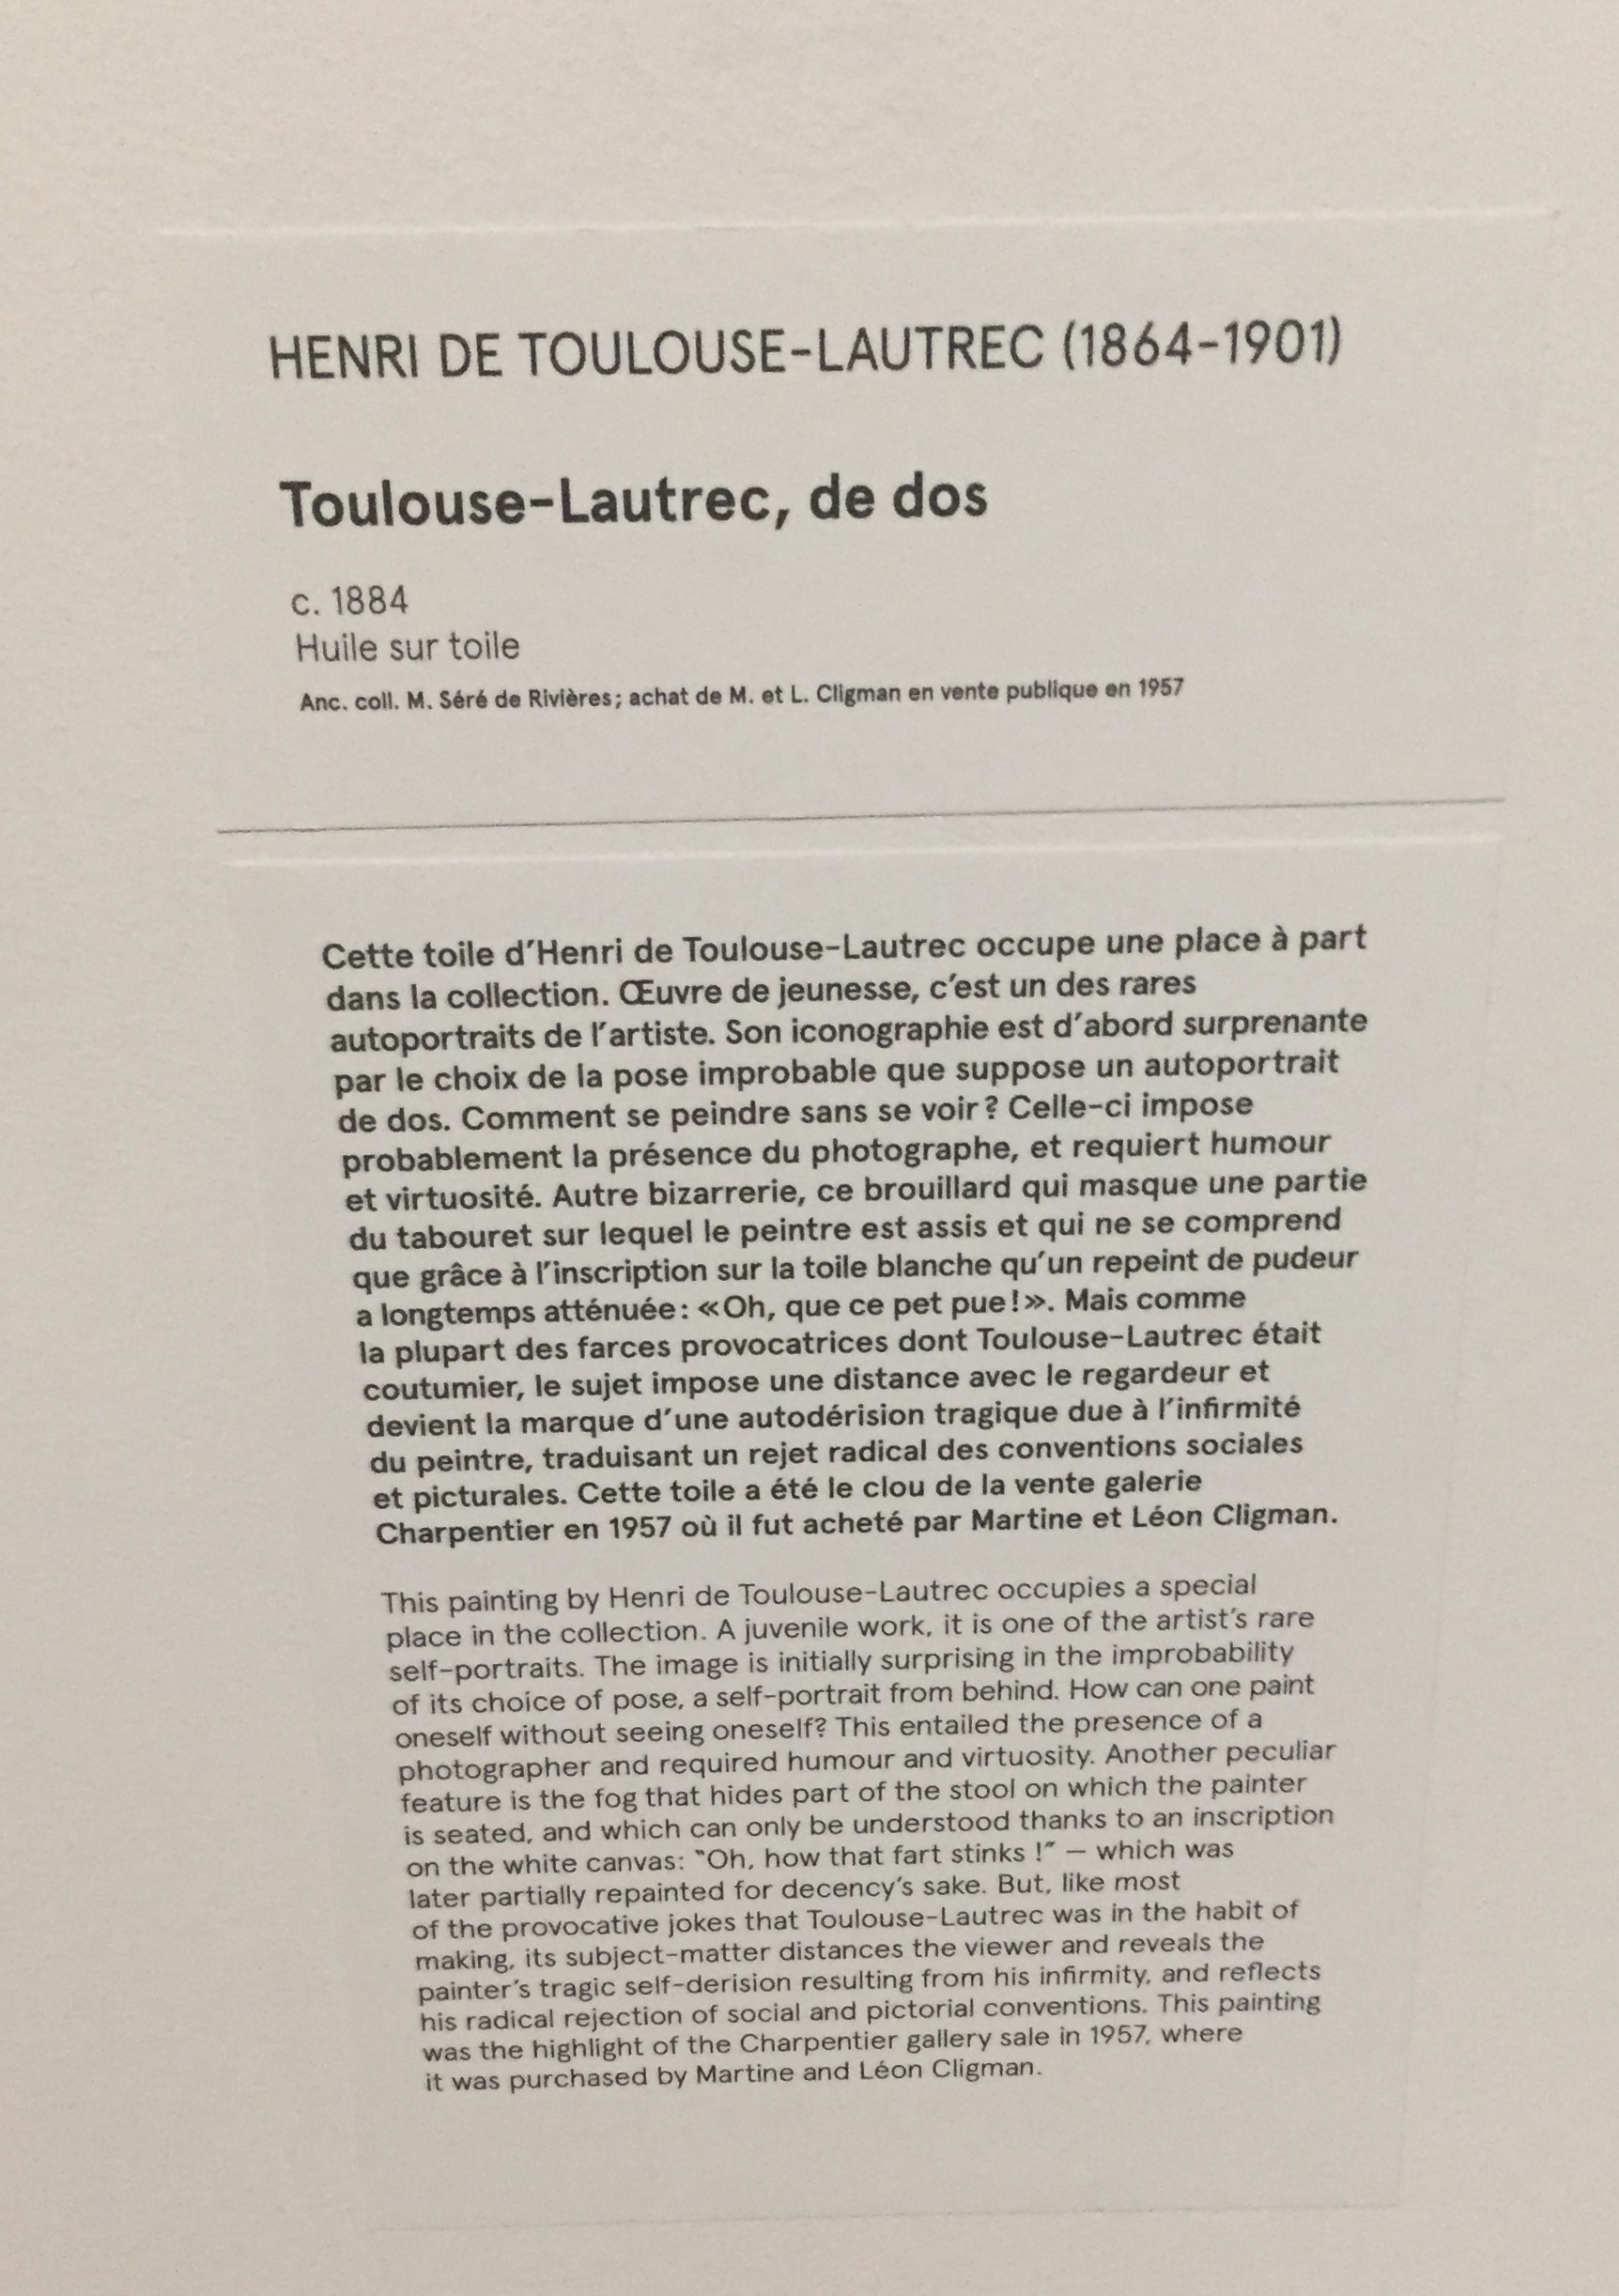 HENRI DE TOULOUSE-LAUTREC (1864-1901)
Toulouse-Lautrec, de dos
c. 1884
Huile sur toile
Anc. coll. M. Séré de Rivières; achat de M. et L. Cligman en vente publique en 1957
Cette toile d'Henri de Toulouse-Lautrec occupe une place à part
dans la collection. Œuvre de jeunesse, c'est un des rares
autoportraits de l'artiste. Son iconographie est d'abord surprenante
par le choix de la pose improbable que suppose un autoportrait
de dos. Comment se peindre sans se voir? Celle-ci impose
probablement la présence du photographe, et requiert humour
et virtuosité. Autre bizarrerie, ce brouillard qui masque une partie
du tabouret sur lequel le peintre est assis et qui ne se comprend
que grâce à l'inscription sur la toile blanche qu'un repeint de pudeur
a longtemps atténuée: «Oh, que ce pet pue!». Mais comme
la plupart des farces provocatrices dont Toulouse-Lautrec était
coutumier, le sujet impose une distance avec le regardeur et
devient la marque d'une autodérision tragique due à l'infirmité
du peintre, traduisant un rejet radical des conventions sociales
et picturales. Cette toile a été le clou de la vente galerie
Charpentier en 1957 où il fut acheté par Martine et Léon Cligman.
This painting by Henri de Toulouse-Lautrec occupies a special
place in the collection. A juvenile work, it is one of the artist's rare
self-portraits. The image is initially surprising in the improbability
of its choice of pose, a self-portrait from behind. How can one paint
oneself without seeing oneself? This entailed the presence of a
photographer and required humour and virtuosity. Another peculiar
feature is the fog that hides part of the stool on which the painter
is seated, and which can only be understood thanks to an inscription
on the white canvas: "Oh, how that fart stinks !" – which was
later partially repainted for decency's sake. But, like most
of the provocative jokes that Toulouse-Lautrec was in the habit of
making, its subject-matter distances the viewer and reveals the
painter's tragic self-derision resulting from his infirmity, and reflects
his radical rejection of social and pictorial conventions. This painting
was the highlight of the Charpentier gallery sale in 1957, where
it was purchased by Martine and Léon Cligman.